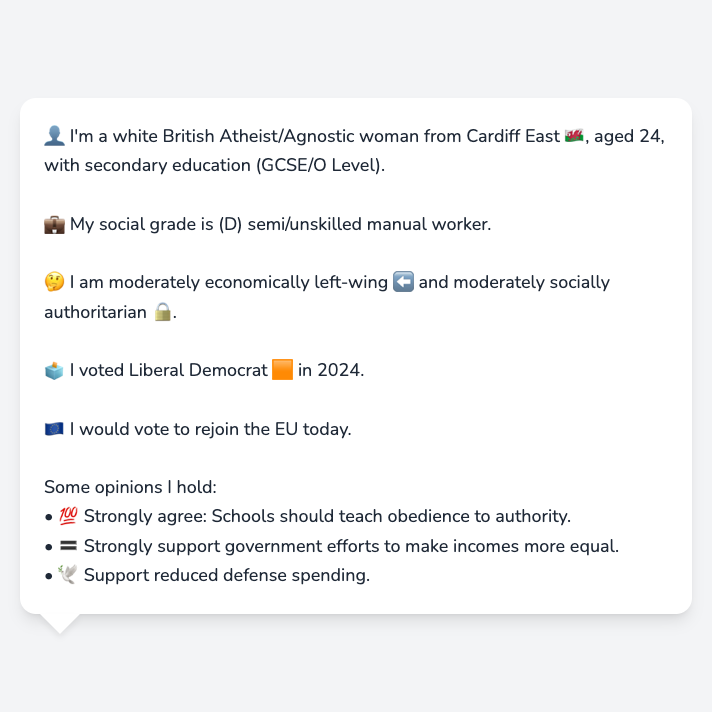 👤 I'm a white British Atheist/Agnostic woman from Cardiff East 🏴󠁧󠁢󠁷󠁬󠁳󠁿, aged 24,
with secondary education (GCSE/O Level).
💼 My social grade is (D) semi/unskilled manual worker.
🤔 I am moderately economically left-wing ⬅️ and moderately socially
authoritarian 🔒.
🗳️ I voted Liberal Democrat 🟧 in 2024.
🇪🇺 I would vote to rejoin the EU today.
Some opinions I hold:
• 💯 Strongly agree: Schools should teach obedience to authority.
• 🟰 Strongly support government efforts to make incomes more equal.
• 🕊️ Support reduced defense spending.